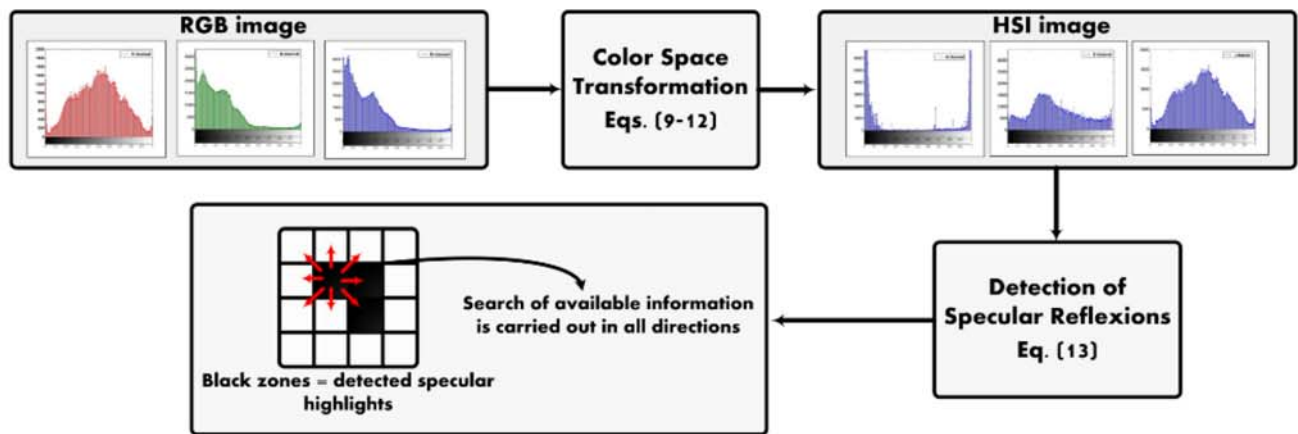 RGB image
Color Space
Transformation
Eqs. (9-12)
HSI image
Detection of
Specular Reflexions
Eq. (13)
Search of available information
is carried out in all directions
Black zones = detected specular
highlights